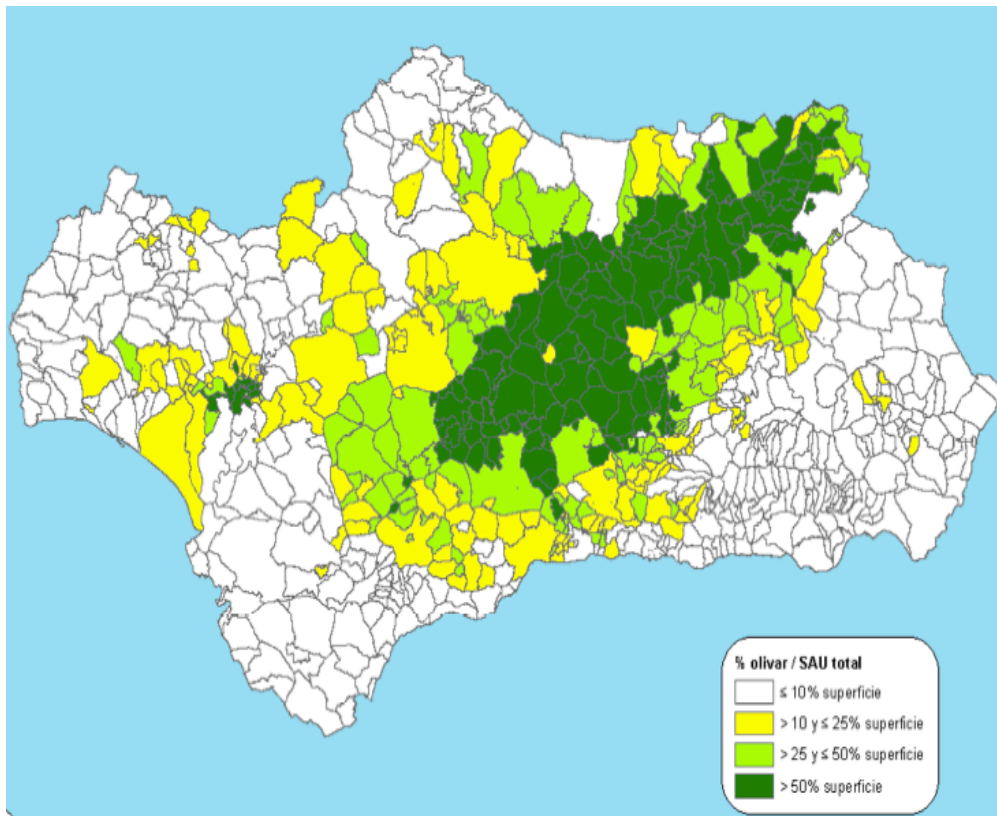 % olivar / SAU total
≤ 10% superficie
> 10 y ≤ 25% superficie
> 25 y ≤ 50% superficie
> 50% superficie